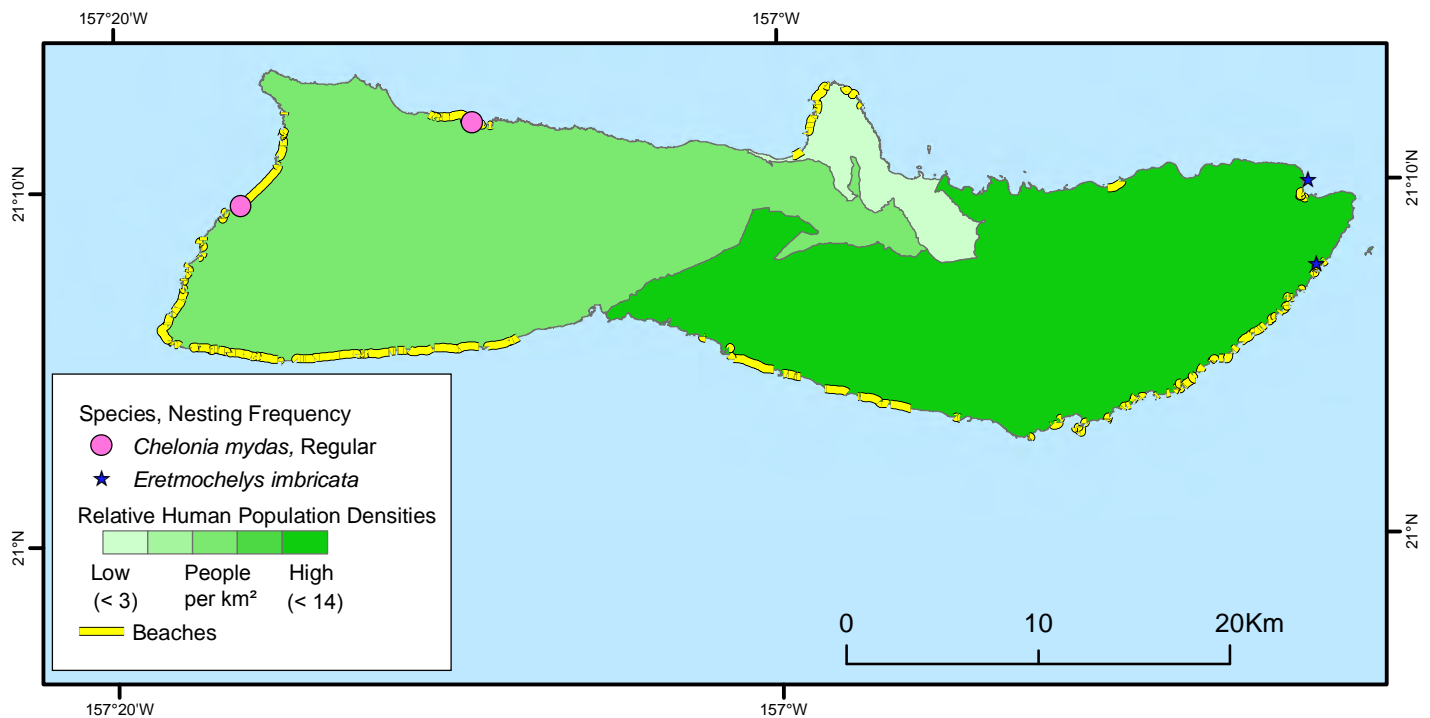 157°20'W 157°W
21°10'N
21°10'N
Species, Nesting Frequency
Chelonia mydas, Regular
Eretmochelys imbricata
Relative Human Population Densities
Low People High
(< 3) per km² (< 14)
Beaches
21°N
21°N
0 10 20Km
157°20'W 157°W